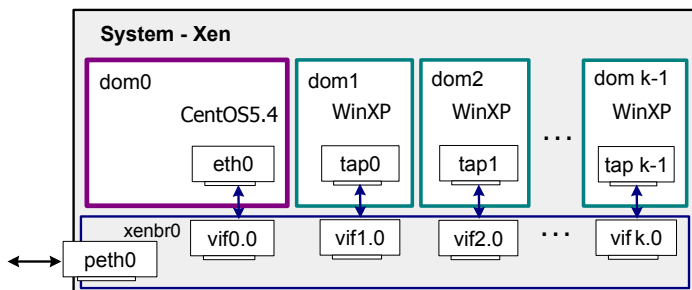 System - Xen
dom0
CentOS5.4
eth0
dom1
WinXP
tap0
dom2
WinXP
tap1
...
dom k-1
WinXP
tap k-1
xenbr0
vif0.0
vif1.0
vif2.0
...
vif k.0
peth0